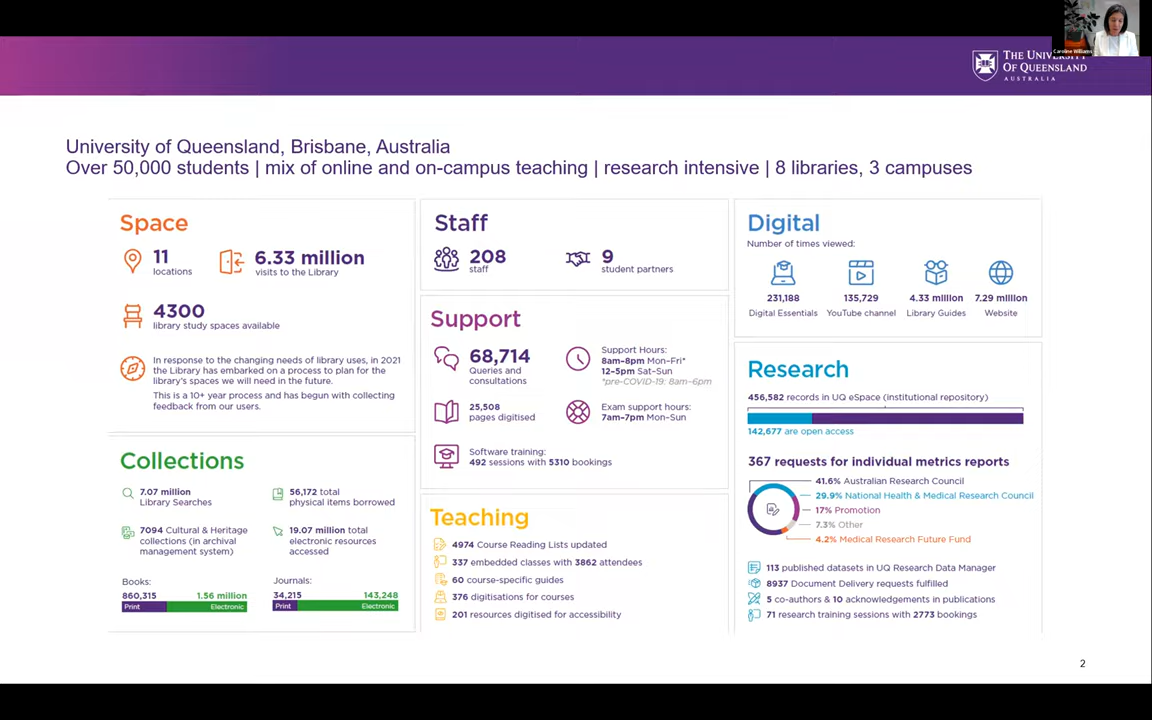 Caroline Williams
THE UNIVER
OF QUEENSLAND
AUSTRALIA
University of Queensland, Brisbane, Australia
Over 50,000 students | mix of online and on-campus teaching | research intensive | 8 libraries, 3 campuses
Space
11
locations
6.33 million
visits to the Library
4300
library study spaces available
In response to the changing needs of library uses, in 2021
the Library has embarked on a process to plan for the
library's spaces we will need in the future.
This is a 10+ year process and has begun with collecting
feedback from our users.
Collections
7.07 million
Library Searches
56,172 total
physical items borrowed
7094 Cultural & Heritage
collections (in archival
management system)
19.07 million total
electronic resources
accessed
Books:
860,315 1.56 million
Print Electronic
Journals:
34,215 143,248
Print Electronic
Staff
208
staff
9
student partners
Support
68,714
Queries and
consultations
Support Hours:
8am–8pm Mon–Fri*
12–5pm Sat–Sun
*pre-COVID-19: 8am–6pm
25,508
pages digitised
Exam support hours:
7am–7pm Mon–Sun
Software training:
492 sessions with 5310 bookings
Teaching
4974 Course Reading Lists updated
337 embedded classes with 3862 attendees
60 course-specific guides
376 digitisations for courses
201 resources digitised for accessibility
Digital
Number of times viewed:
231,188
Digital Essentials
135,729
YouTube channel
4.33 million
Library Guides
7.29 million
Website
Research
456,582 records in UQ eSpace (institutional repository)
142,677 are open access
367 requests for individual metrics reports
41.6% Australian Research Council
29.9% National Health & Medical Research Council
17% Promotion
7.3% Other
4.2% Medical Research Future Fund
113 published datasets in UQ Research Data Manager
8937 Document Delivery requests fulfilled
5 co-authors & 10 acknowledgements in publications
71 research training sessions with 2773 bookings
2